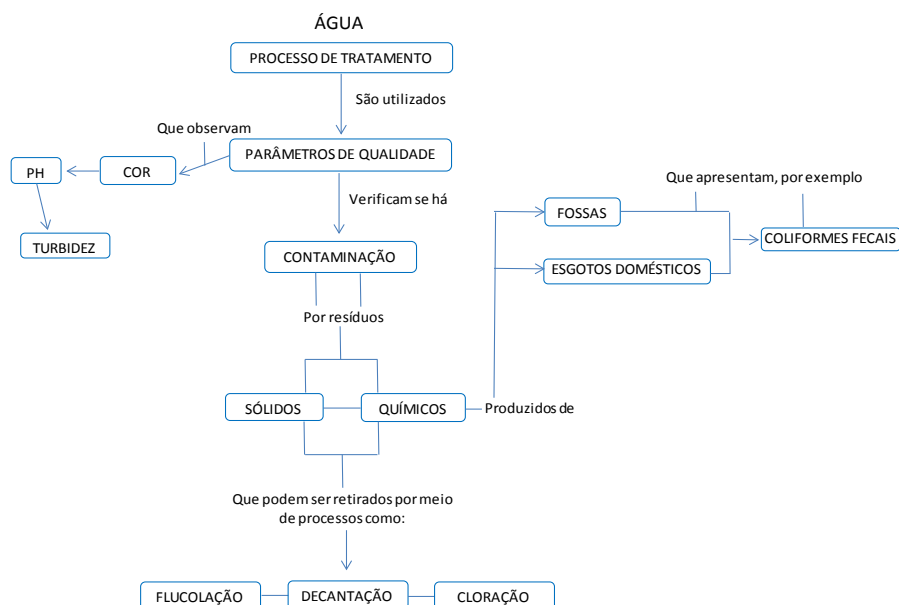 ÁGUA
PROCESSO DE TRATAMENTO
São utilizados
Que observam
PARÂMETROS DE QUALIDADE
COR
PH
TURBIDEZ
Verificam se há
CONTAMINAÇÃO
Por resíduos
SÓLIDOS
QUÍMICOS
Produzidos de
FOSSAS
ESGOTOS DOMÉSTICOS
Que apresentam, por exemplo
COLIFORMES FECAIS
Que podem ser retirados por meio
de processos como:
FLUCOLAÇÃO
DECANTAÇÃO
CLORAÇÃO